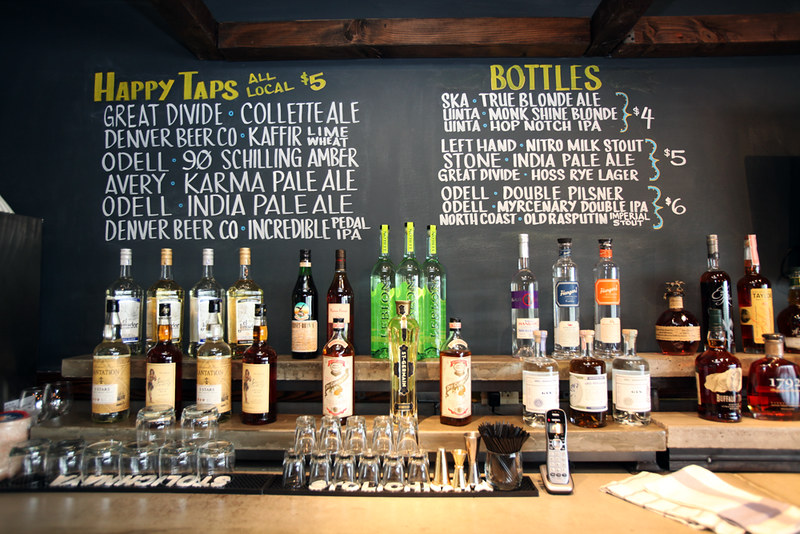 HAPPY TAPS ALL LOCAL $5
GREAT DIVIDE • COLLETTE ALE
DENVER BEER CO • KAFFIR LIME WHEAT
ODELL • 90 SCHILLING AMBER
AVERY • KARMA PALE ALE
ODELL • INDIA PALE ALE
DENVER BEER CO • INCREDIBLE PEDAL IPA
BOTTLES
SKA • TRUE BLONDE ALE
UINTA • MONK SHINE BLONDE
UINTA • HOP NOTCH IPA
$4
LEFT HAND • NITRO MILK STOUT
STONE • INDIA PALE ALE
GREAT DIVIDE • HOSS RYE LAGER
$5
ODELL • DOUBLE PILSNER
ODELL • MYRCENARY DOUBLE IPA
NORTH COAST • OLD RASPUTIN IMPERIAL STOUT
$6
ST-GERMAIN
BUFFALO
1792
STOLICHNAYA
STOLICHNAYA